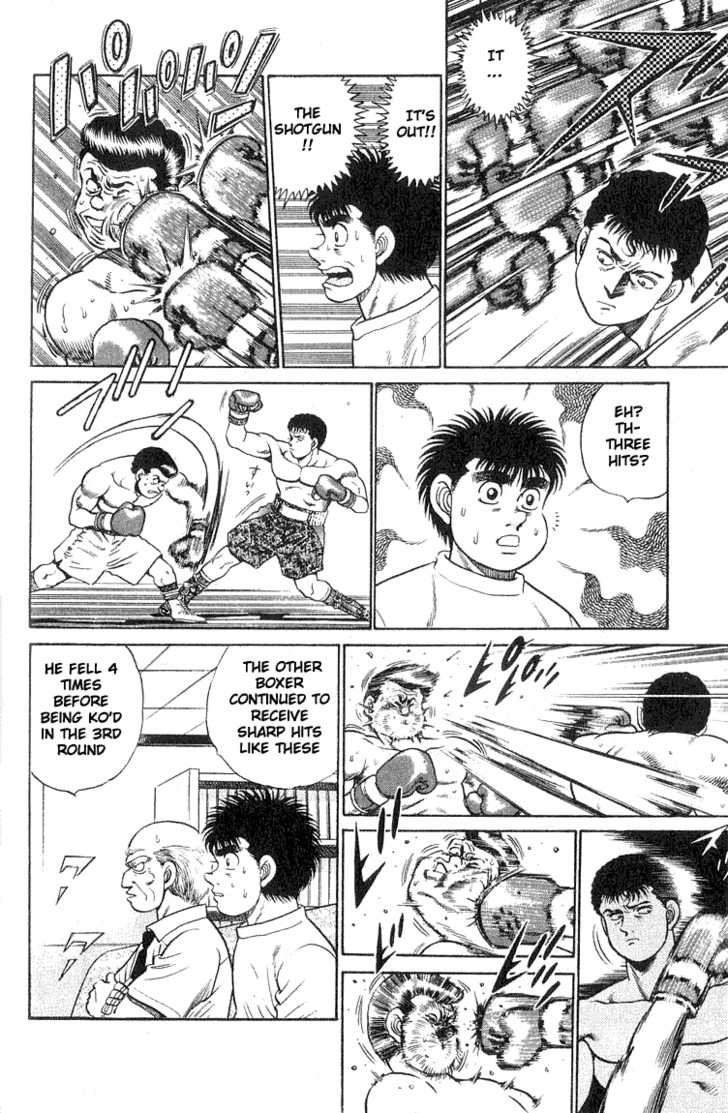 IT
...
IT'S
OUT!!
THE
SHOTGUN
!!
EH?
TH-
THREE
HITS?
THE OTHER
BOXER
CONTINUED TO
RECEIVE
SHARP HITS
LIKE THESE
HE FELL 4
TIMES
BEFORE
BEING KO'D
IN THE 3RD
ROUND